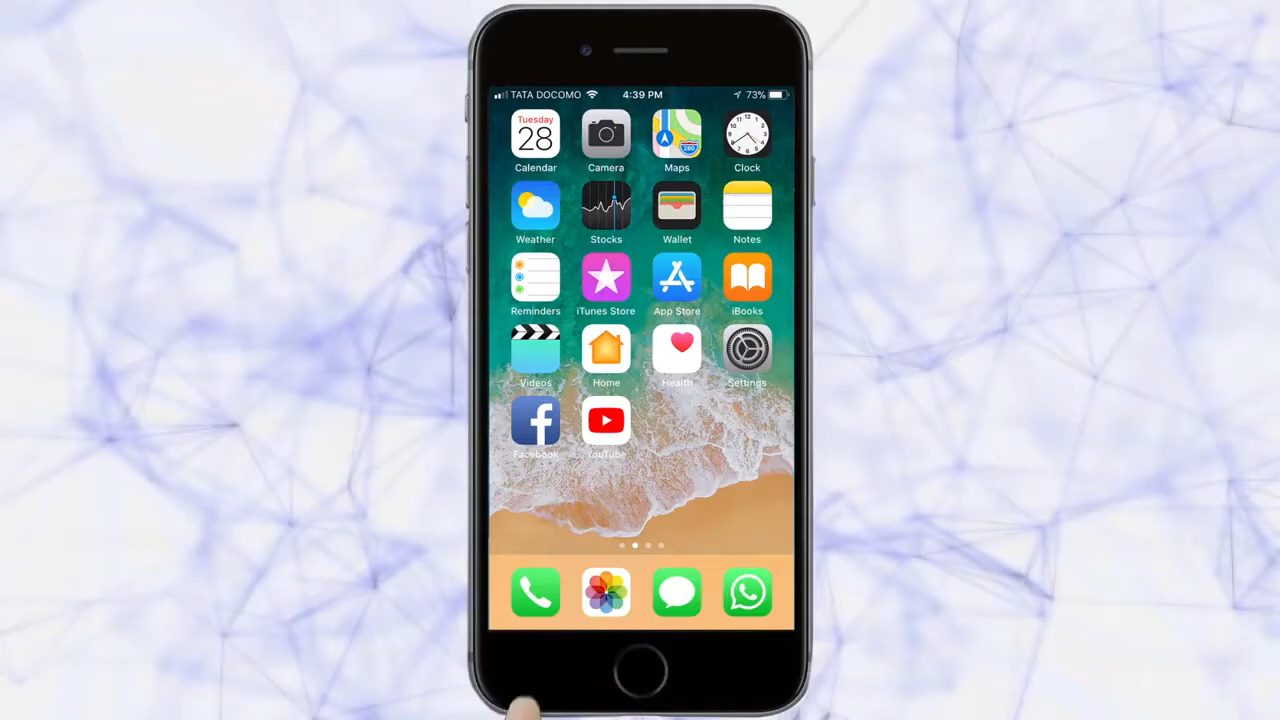 TATA DOCOMO 4:39 PM 73%
Tuesday
28
Calendar Camera Maps Clock
Weather Stocks Wallet Notes
Reminders iTunes Store App Store iBooks
Videos Home Health Settings
Facebook YouTube